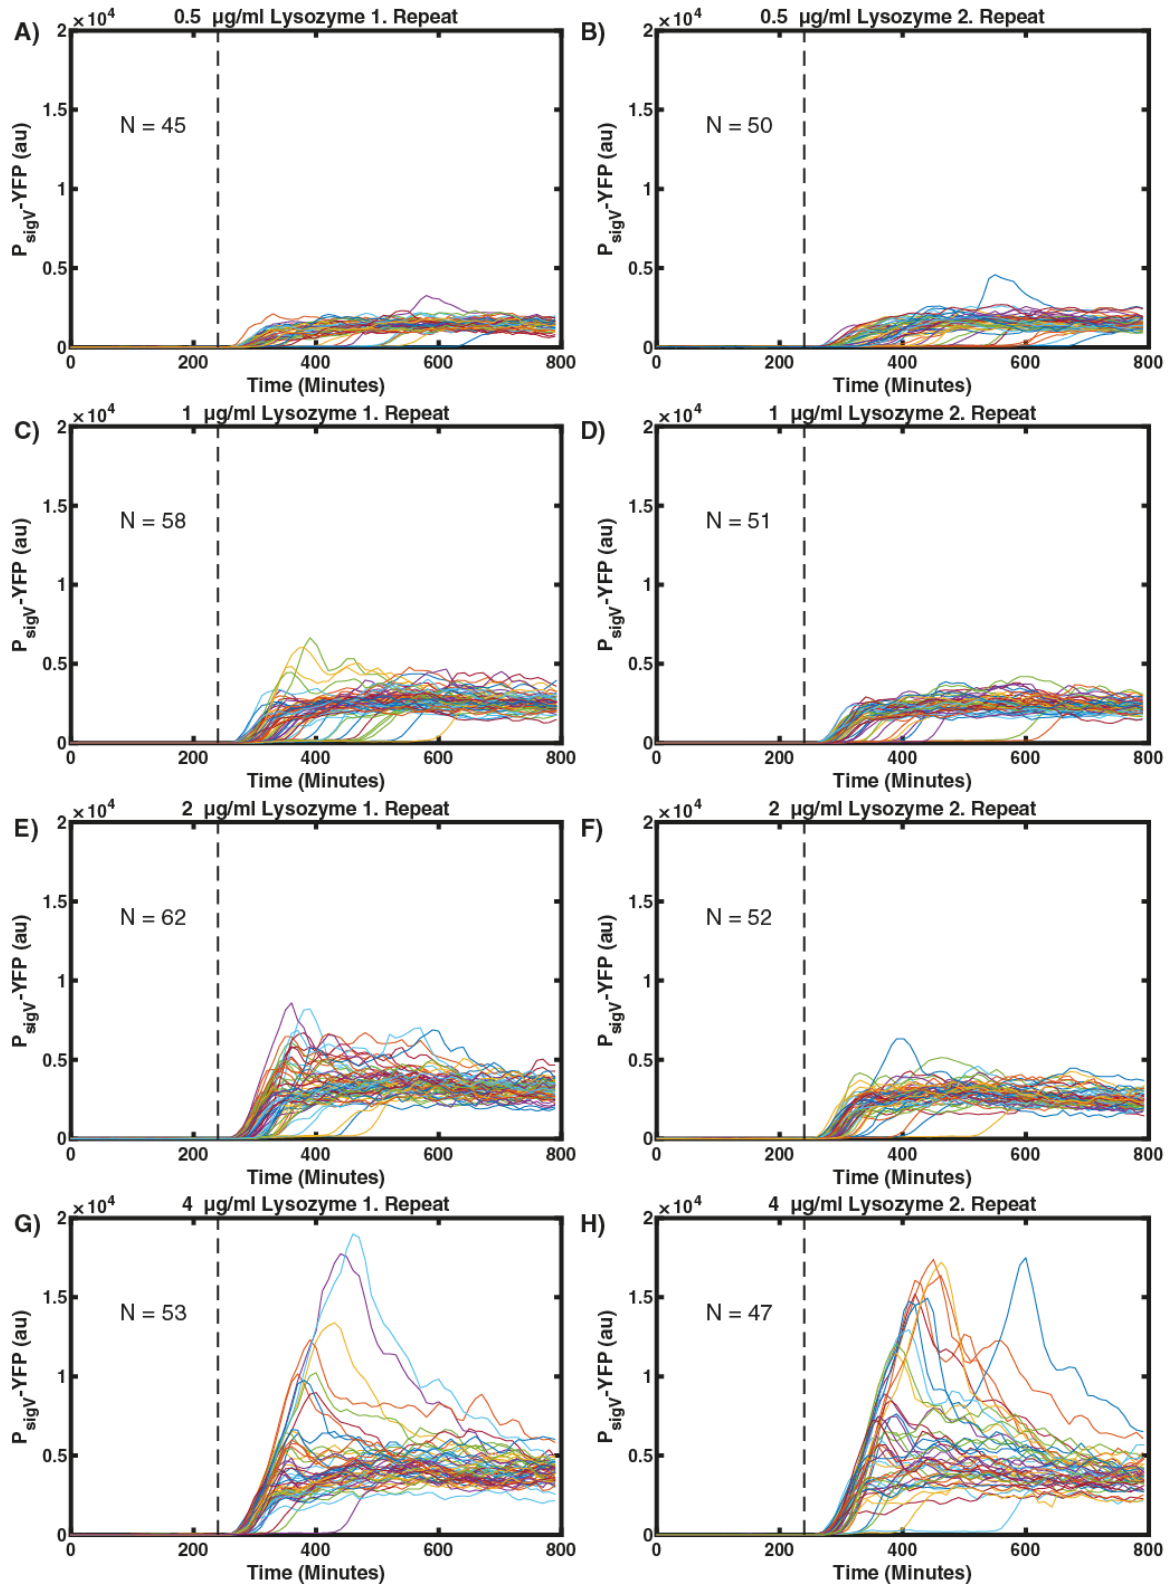 A)
0.5 µg/ml Lysozyme 1. Repeat
×10⁴
2
1.5
1
0.5
0
P_sigV-YFP (au)
N = 45
0 200 400 600 800
Time (Minutes)
B)
0.5 µg/ml Lysozyme 2. Repeat
×10⁴
2
1.5
1
0.5
0
P_sigV-YFP (au)
N = 50
0 200 400 600 800
Time (Minutes)
C)
1 µg/ml Lysozyme 1. Repeat
×10⁴
2
1.5
1
0.5
0
P_sigV-YFP (au)
N = 58
0 200 400 600 800
Time (Minutes)
D)
1 µg/ml Lysozyme 2. Repeat
×10⁴
2
1.5
1
0.5
0
P_sigV-YFP (au)
N = 51
0 200 400 600 800
Time (Minutes)
E)
2 µg/ml Lysozyme 1. Repeat
×10⁴
2
1.5
1
0.5
0
P_sigV-YFP (au)
N = 62
0 200 400 600 800
Time (Minutes)
F)
2 µg/ml Lysozyme 2. Repeat
×10⁴
2
1.5
1
0.5
0
P_sigV-YFP (au)
N = 52
0 200 400 600 800
Time (Minutes)
G)
4 µg/ml Lysozyme 1. Repeat
×10⁴
2
1.5
1
0.5
0
P_sigV-YFP (au)
N = 53
0 200 400 600 800
Time (Minutes)
H)
4 µg/ml Lysozyme 2. Repeat
×10⁴
2
1.5
1
0.5
0
P_sigV-YFP (au)
N = 47
0 200 400 600 800
Time (Minutes)